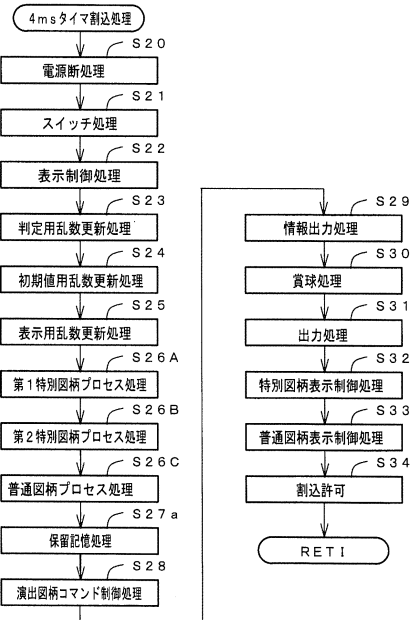 4msタイマ割込処理
S20
電源断処理
S21
スイッチ処理
S22
表示制御処理
S23
判定用乱数更新処理
S24
初期値用乱数更新処理
S25
表示用乱数更新処理
S26A
第1特別図柄プロセス処理
S26B
第2特別図柄プロセス処理
S26C
普通図柄プロセス処理
S27a
保留記憶処理
S28
演出図柄コマンド制御処理
S29
情報出力処理
S30
賞球処理
S31
出力処理
S32
特別図柄表示制御処理
S33
普通図柄表示制御処理
S34
割込許可
RETI